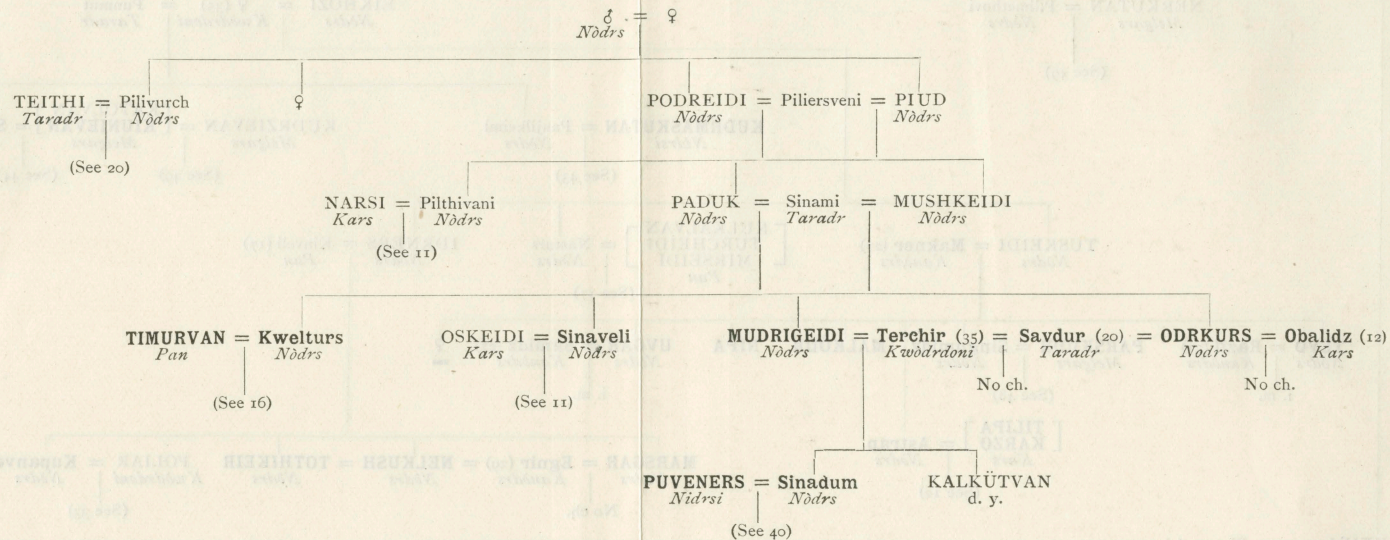 ♂ = ♀
Nòdrs
TEITHI = Pilivurch ♀ PODREIDI = Piliersveni = PIUD
Taradr Nòdrs Nòdrs Nòdrs
(See 20)
NARSI = Pilthivani PADUK = Sinami = MUSHKEIDI
Kars Nòdrs Nòdrs Taradr Nòdrs
(See 11)
TIMURVAN = Kwelturs OSKEIDI = Sinaveli MUDRIGEIDI = Terchir (35) = Savdur (20) = ODRKURS = Obalidz (12)
Pan Nòdrs Kars Nòdrs Nòdrs Kwòdrdoni Taradr Nodrs Kars
No ch. No ch.
(See 16) (See 11)
PUVENERS = Sinadum KALKÜTVAN
Nidrsi Nòdrs d. y.
(See 40)